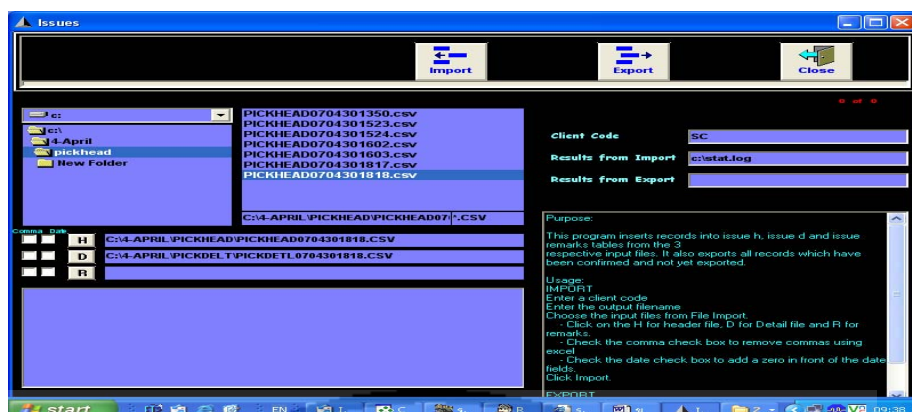 Issues
Import
Export
Close
0 of 0
c:
c:\
4-April
pickhead
New Folder
PICKHEAD0704301350.csv
PICKHEAD0704301523.csv
PICKHEAD0704301524.csv
PICKHEAD0704301602.csv
PICKHEAD0704301603.csv
PICKHEAD0704301817.csv
PICKHEAD0704301818.csv
C:\4-APRIL\PICKHEAD\PICKHEAD07
*.CSV
Client Code
SC
Results from Import
c:\stat.log
Results from Export
Comma Date
H
C:\4-APRIL\PICKHEAD\PICKHEAD0704301818.CSV
D
C:\4-APRIL\PICKDELT\PICKDETL0704301818.CSV
R
Purpose:
This program inserts records into issue h, issue d and issue
remarks tables from the 3
respective input files. It also exports all records which have
been confirmed and not yet exported.
Usage:
IMPORT
Enter a client code
Enter the output filename
Choose the input files from File Import.
- Click on the H for header file, D for Detail file and R for
remarks.
- Check the comma check box to remove commas using
excel
- Check the date check box to add a zero in front of the date
fields.
Click Import.
EXPORT
start
EN
09:38